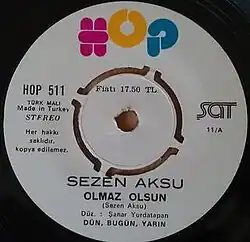 HOP
HOP 511
Fiatı 17.50 TL
TÜRK MALI
Made in Turkey
STEREO
sat
Her hakkı
saklıdır,
kopya edilemez.
11/A
SEZEN AKSU
OLMAZ OLSUN
(Sezen Aksu)
Düz. : Şanar Yurdatapan
DÜN, BUGÜN, YARIN